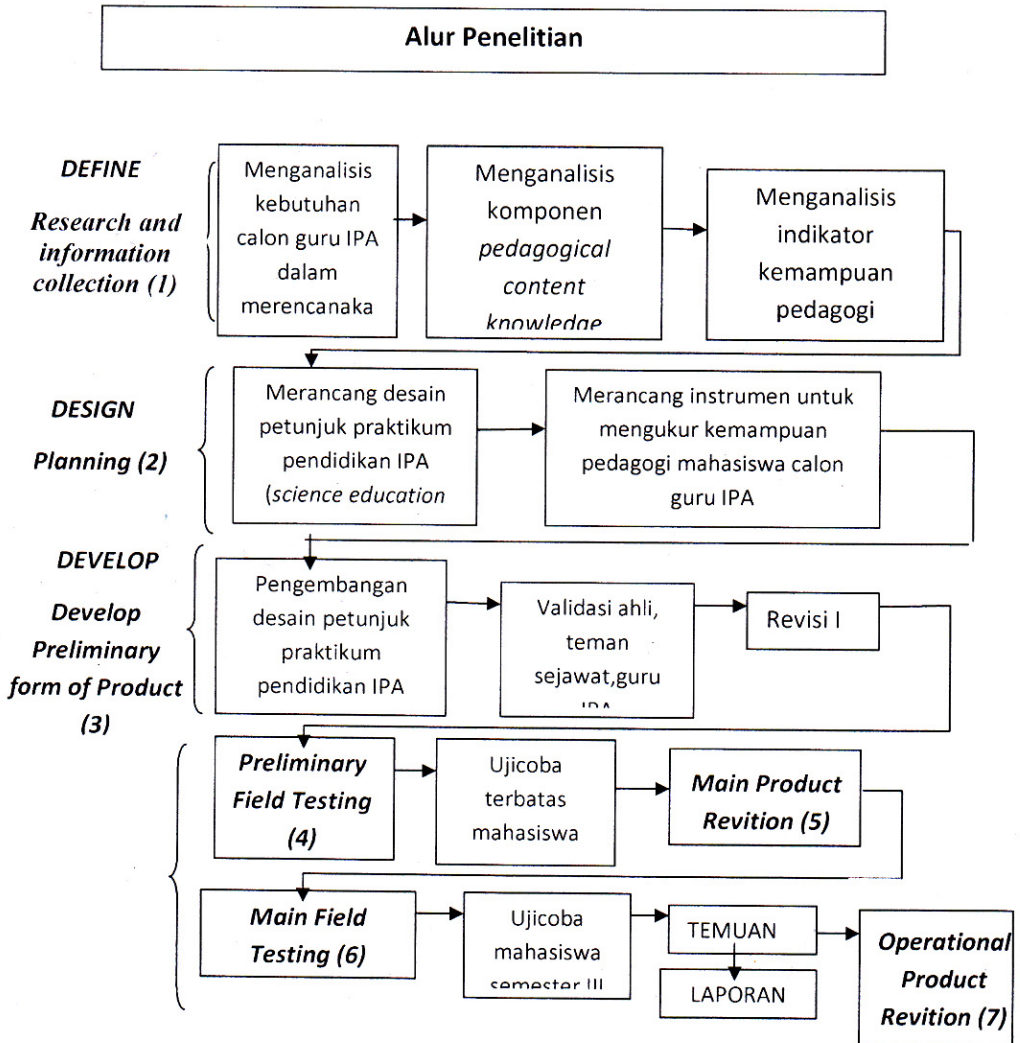 Alur Penelitian
DEFINE
Research and
information
collection (1)
Menganalisis
kebutuhan
calon guru IPA
dalam
merencanaka
Menganalisis
komponen
pedagogical
content
knowledge
Menganalisis
indikator
kemampuan
pedagogi
DESIGN
Planning (2)
Merancang desain
petunjuk praktikum
pendidikan IPA
(science education
Merancang instrumen untuk
mengukur kemampuan
pedagogi mahasiswa calon
guru IPA
DEVELOP
Develop
Preliminary
form of Product
(3)
Pengembangan
desain petunjuk
praktikum
pendidikan IPA
Validasi ahli,
teman
sejawat,guru
IPA
Revisi I
Preliminary
Field Testing
(4)
Ujicoba
terbatas
mahasiswa
Main Product
Revition (5)
Main Field
Testing (6)
Ujicoba
mahasiswa
semester III
TEMUAN
LAPORAN
Operational
Product
Revition (7)